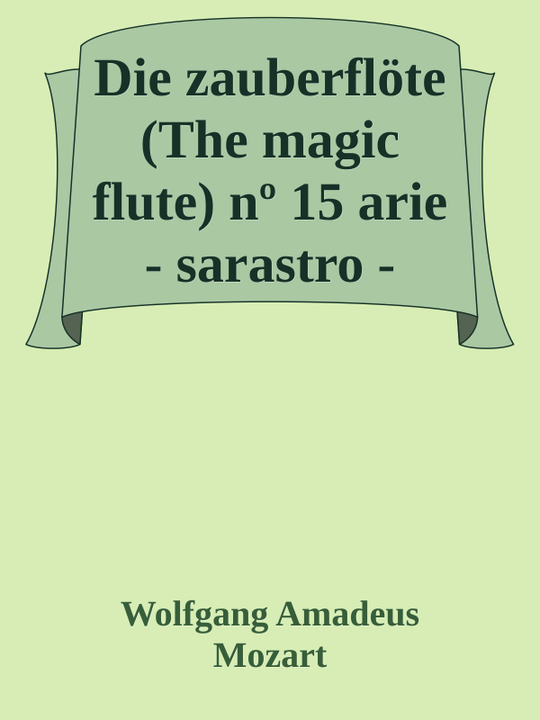 Die zauberflöte
(The magic
flute) nº 15 arie
- sarastro -
Wolfgang Amadeus
Mozart